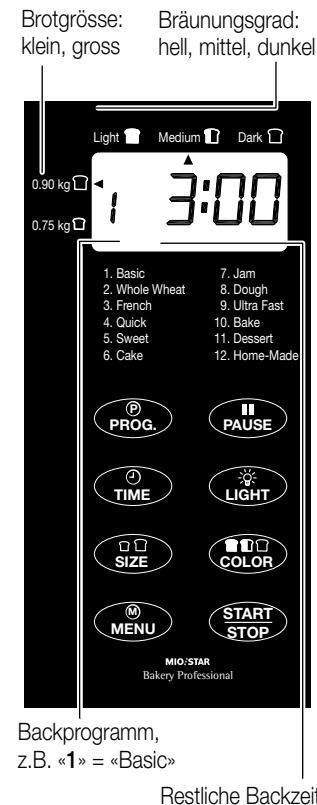 Brotgrösse:
klein, gross
Bräunungsgrad:
hell, mittel, dunkel
Light Medium Dark
0.90 kg
0.75 kg
1 3:00
1. Basic
2. Whole Wheat
3. French
4. Quick
5. Sweet
6. Cake
7. Jam
8. Dough
9. Ultra Fast
10. Bake
11. Dessert
12. Home-Made
P
PROG.
PAUSE
TIME
LIGHT
SIZE
COLOR
M
MENU
START
STOP
MIO STAR
Bakery Professional
Backprogramm,
z.B. «1» = «Basic»
Restliche Backzeit